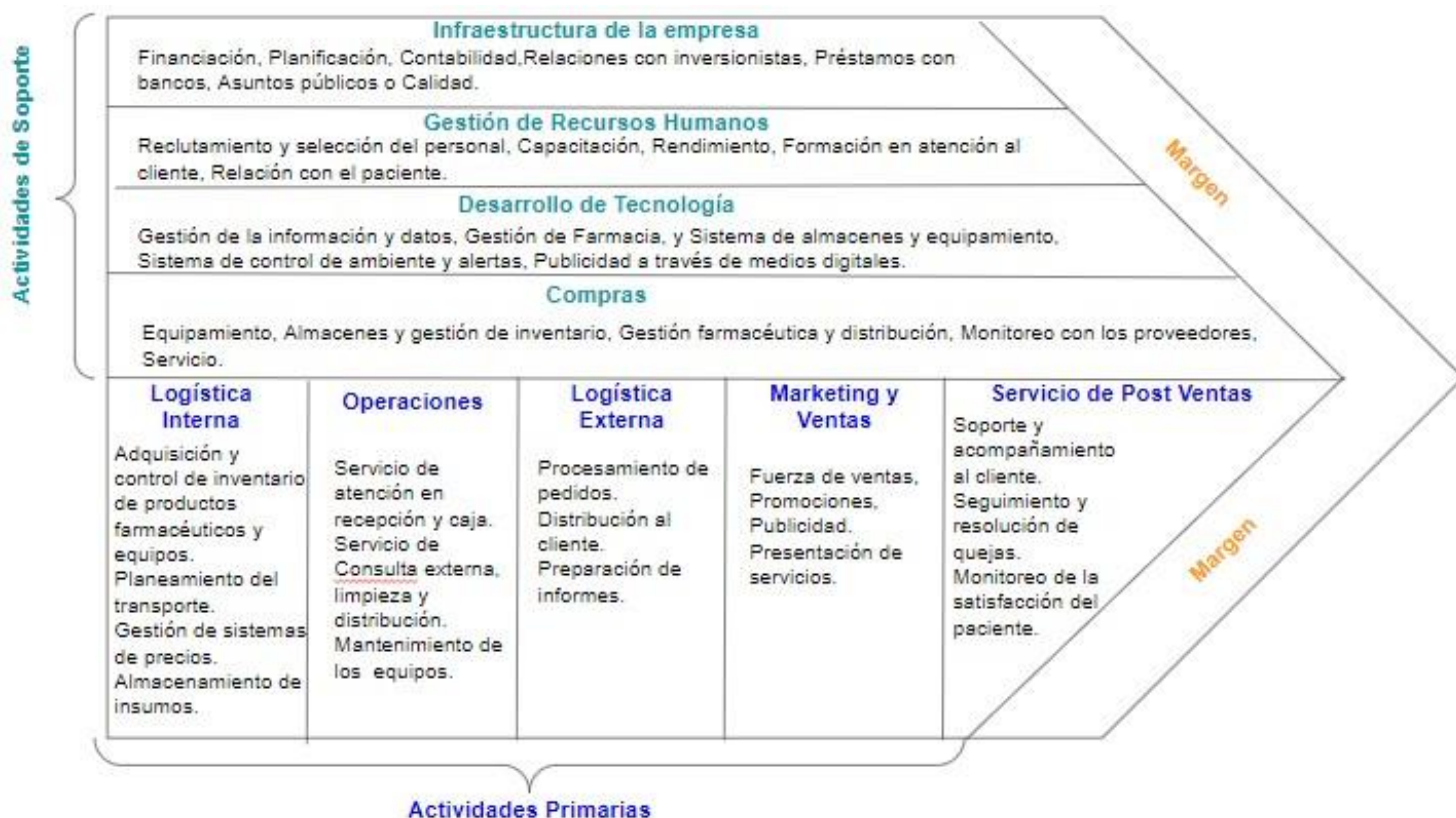 Actividades de Soporte
Infraestructura de la empresa
Financiación, Planificación, Contabilidad,Relaciones con inversionistas, Préstamos con
bancos, Asuntos públicos o Calidad.
Gestión de Recursos Humanos
Reclutamiento y selección del personal, Capacitación, Rendimiento, Formación en atención al
cliente, Relación con el paciente.
Desarrollo de Tecnología
Gestión de la información y datos, Gestión de Farmacia, y Sistema de almacenes y equipamiento,
Sistema de control de ambiente y alertas, Publicidad a través de medios digitales.
Compras
Equipamiento, Almacenes y gestión de inventario, Gestión farmacéutica y distribución, Monitoreo con los proveedores,
Servicio.
Margen
Logística
Interna
Adquisición y
control de inventario
de productos
farmacéuticos y
equipos.
Planeamiento del
transporte.
Gestión de sistemas
de precios.
Almacenamiento de
insumos.
Operaciones
Servicio de
atención en
recepción y caja.
Servicio de
Consulta externa,
limpieza y
distribución.
Mantenimiento de
los equipos.
Logística
Externa
Procesamiento de
pedidos.
Distribución al
cliente.
Preparación de
informes.
Marketing y
Ventas
Fuerza de ventas,
Promociones,
Publicidad.
Presentación de
servicios.
Servicio de Post Ventas
Soporte y
acompañamiento
al cliente.
Seguimiento y
resolución de
quejas.
Monitoreo de la
satisfacción del
paciente.
Margen
Actividades Primarias